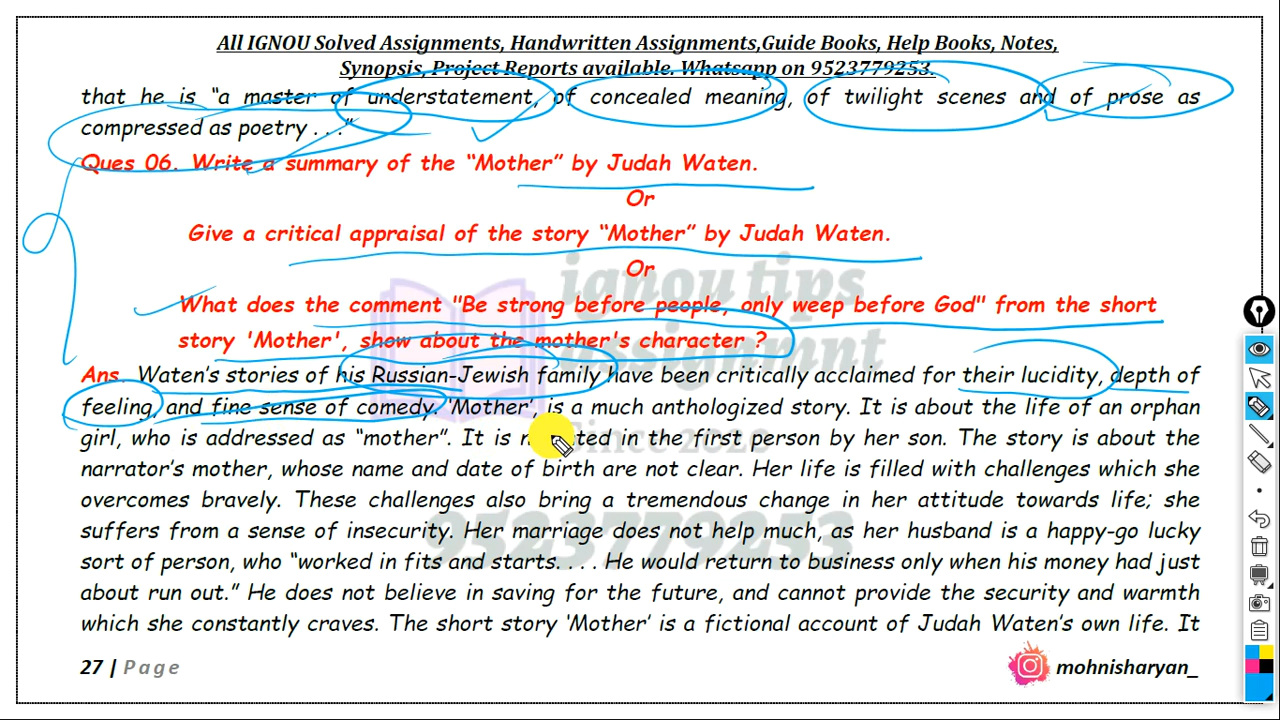 All IGNOU Solved Assignments, Handwritten Assignments,Guide Books, Help Books, Notes,
Synopsis, Project Reports available. Whatsapp on 9523779253.
that he is “a master of understatement, of concealed meaning, of twilight scenes and of prose as
compressed as poetry . . .”
Ques 06. Write a summary of the “Mother” by Judah Waten.
Or
Give a critical appraisal of the story “Mother” by Judah Waten.
Or
What does the comment "Be strong before people, only weep before God" from the short
story 'Mother', show about the mother's character ?
Ans. Waten’s stories of his Russian-Jewish family have been critically acclaimed for their lucidity, depth of
feeling, and fine sense of comedy. ‘Mother’, is a much anthologized story. It is about the life of an orphan
girl, who is addressed as “mother”. It is narrated in the first person by her son. The story is about the
narrator’s mother, whose name and date of birth are not clear. Her life is filled with challenges which she
overcomes bravely. These challenges also bring a tremendous change in her attitude towards life; she
suffers from a sense of insecurity. Her marriage does not help much, as her husband is a happy-go lucky
sort of person, who “worked in fits and starts. . . . He would return to business only when his money had just
about run out.” He does not believe in saving for the future, and cannot provide the security and warmth
which she constantly craves. The short story ‘Mother’ is a fictional account of Judah Waten’s own life. It
ignou tips
assignmnt
Since 2020
9523779253
27 | Page
mohnisharyan_